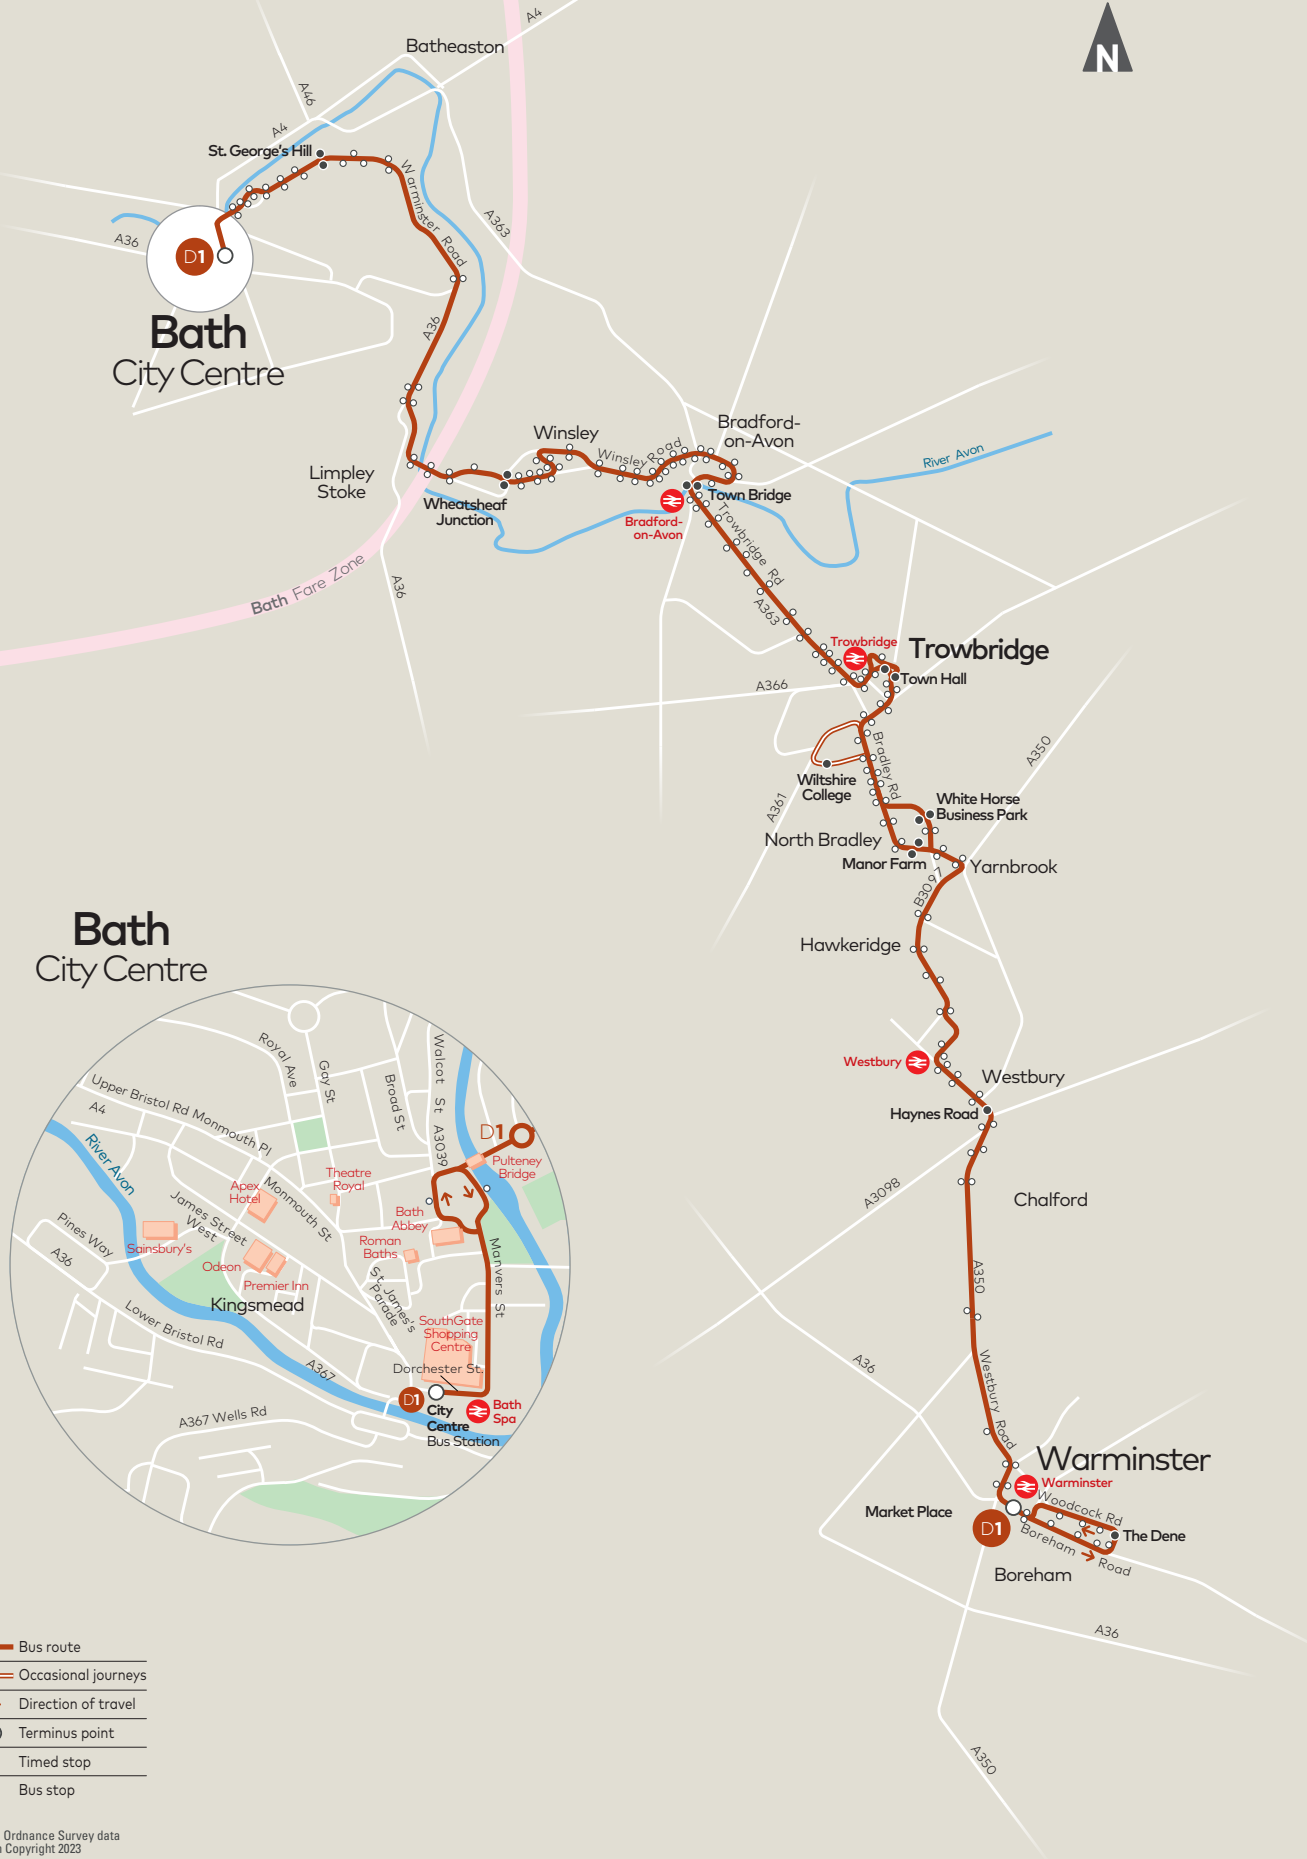 A4
Batheaston
N
A46
A4
St. George's Hill
Warminster Road
A363
A36
D1
Bath
City Centre
A36
Bradford-
on-Avon
Winsley
Winsley Road
River Avon
Limpley
Stoke
Wheatsheaf
Junction
Town Bridge
Bradford-
on-Avon
Trowbridge Rd
Bath Fare Zone
A36
A363
Trowbridge
Trowbridge
Town Hall
A366
Bradley Rd
A350
Wiltshire
College
A361
White Horse
Business Park
North Bradley
Manor Farm
Yarnbrook
B3097
Hawkeridge
Westbury
Westbury
Haynes Road
A3098
Chalford
A350
A36
Westbury Road
Warminster
Warminster
Market Place
Woodcock Rd
D1
The Dene
Boreham Road
Boreham
A36
A350
Bath
City Centre
Royal Ave
Gay St
Walcot St
Broad St
A3039
Upper Bristol Rd
Monmouth Pl
A4
D1
River Avon
Pulteney
Bridge
Theatre
Royal
Apex
Hotel
Monmouth St
James Street
West
Bath
Abbey
Pines Way
Sainsbury's
Roman
Baths
A36
Odeon
Manvers St
Premier Inn
St. James's
Parade
Kingsmead
Lower Bristol Rd
SouthGate
Shopping
Centre
A367
Dorchester St.
D1
City
Centre
Bus Station
Bath
Spa
A367 Wells Rd
Bus route
Occasional journeys
Direction of travel
Terminus point
Timed stop
Bus stop
Ordnance Survey data
Copyright 2023